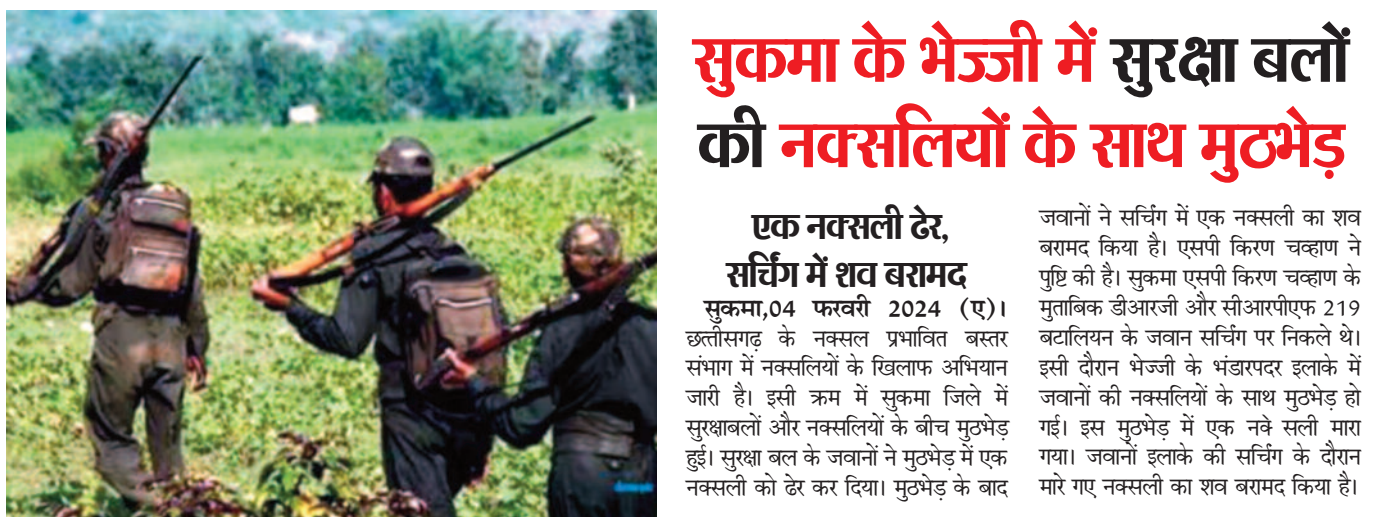 सुकमा के भेज्जी में सुरक्षा बलों
की नक्सलियों के साथ मुठभेड़
एक नक्सली ढेर,
सर्चिंग में शव बरामद
सुकमा,04 फरवरी 2024 (ए)।
छत्तीसगढ़ के नक्सल प्रभावित बस्तर
संभाग में नक्सलियों के खिलाफ अभियान
जारी है। इसी क्रम में सुकमा जिले में
सुरक्षाबलों और नक्सलियों के बीच मुठभेड़
हुई। सुरक्षा बल के जवानों ने मुठभेड़ में एक
नक्सली को ढेर कर दिया। मुठभेड़ के बाद
जवानों ने सर्चिंग में एक नक्सली का शव
बरामद किया है। एसपी किरण चव्हाण ने
पुष्टि की है। सुकमा एसपी किरण चव्हाण के
मुताबिक डीआरजी और सीआरपीएफ 219
बटालियन के जवान सर्चिंग पर निकले थे।
इसी दौरान भेज्जी के भंडारपदर इलाके में
जवानों की नक्सलियों के साथ मुठभेड़ हो
गई। इस मुठभेड़ में एक नवे सली मारा
गया। जवानों इलाके की सर्चिंग के दौरान
मारे गए नक्सली का शव बरामद किया है।